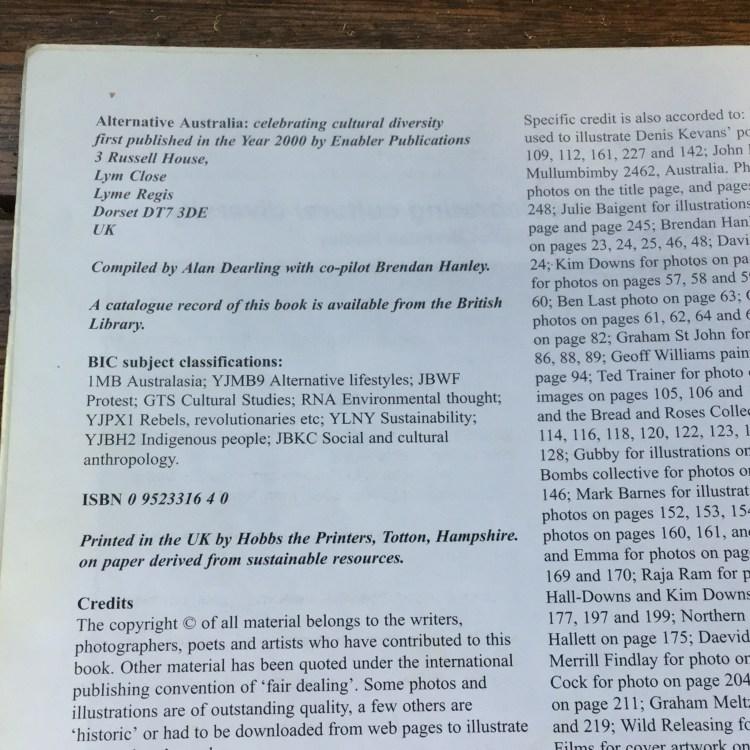 Alternative Australia: celebrating cultural diversity
first published in the Year 2000 by Enabler Publications
3 Russell House,
Lym Close
Lyme Regis
Dorset DT7 3DE
UK
Compiled by Alan Dearling with co-pilot Brendan Hanley.
A catalogue record of this book is available from the British
Library.
BIC subject classifications:
1MB Australasia; YJMB9 Alternative lifestyles; JBWF
Protest; GTS Cultural Studies; RNA Environmental thought;
YJPX1 Rebels, revolutionaries etc; YLNY Sustainability;
YJBH2 Indigenous people; JBKC Social and cultural
anthropology.
ISBN 0 9523316 4 0
Printed in the UK by Hobbs the Printers, Totton, Hampshire.
on paper derived from sustainable resources.
Credits
The copyright © of all material belongs to the writers,
photographers, poets and artists who have contributed to this
book. Other material has been quoted under the international
publishing convention of 'fair dealing'. Some photos and
illustrations are of outstanding quality, a few others are
'historic' or had to be downloaded from web pages to illustrate
Specific credit is also accorded to:
used to illustrate Denis Kevans'
109, 112, 161, 227 and 142; John
Mullumbimby 2462, Australia.
photos on the title page, and pages
248; Julie Baigent for illustrations
page and page 245; Brendan
on pages 23, 24, 25, 46, 48;
24; Kim Downs for photos on
for photos on pages 57, 58 and
60; Ben Last photo on page 63;
photos on pages 61, 62, 64 and
on page 82; Graham St John for
86, 88, 89; Geoff Williams
page 94; Ted Trainer for photo
images on pages 105, 106 and
and the Bread and Roses
114, 116, 118, 120, 122, 123,
128; Gubby for illustrations
Bombs collective for photos
146; Mark Barnes for
photos on pages 152, 153,
photos on pages 160, 161,
and Emma for photos on
169 and 170; Raja Ram for
Hall-Downs and Kim Downs
177, 197 and 199; Northern
Hallett on page 175; Daevid
Merrill Findlay for photo
Cock for photo on page 204
on page 211; Graham
and 219; Wild Releasing
Films for cover artwork